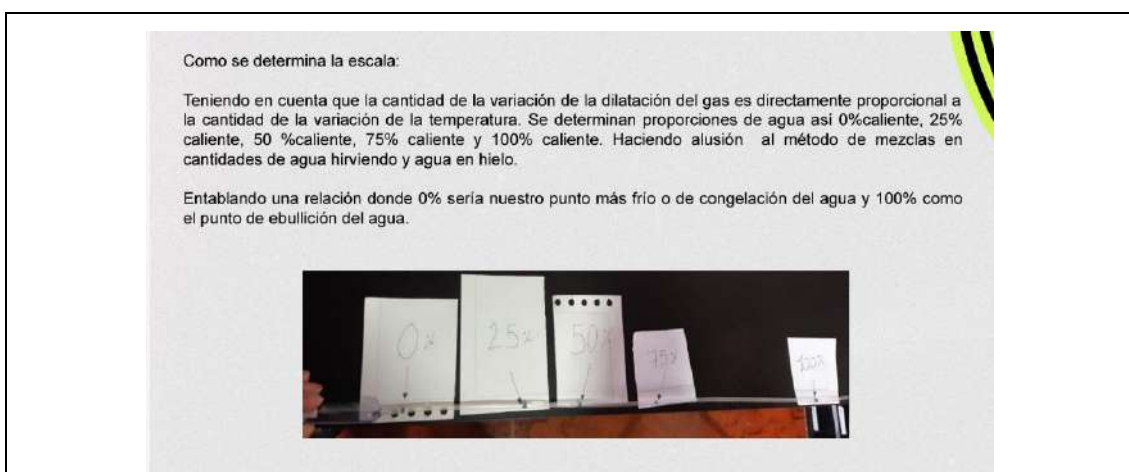 Como se determina la escala:
Teniendo en cuenta que la cantidad de la variación de la dilatación del gas es directamente proporcional a
la cantidad de la variación de la temperatura. Se determinan proporciones de agua así 0%caliente, 25%
caliente, 50 %caliente, 75% caliente y 100% caliente. Haciendo alusión al método de mezclas en
cantidades de agua hirviendo y agua en hielo.
Entablando una relación donde 0% sería nuestro punto más frío o de congelación del agua y 100% como
el punto de ebullición del agua.
0%
25%
50%
75%
100%